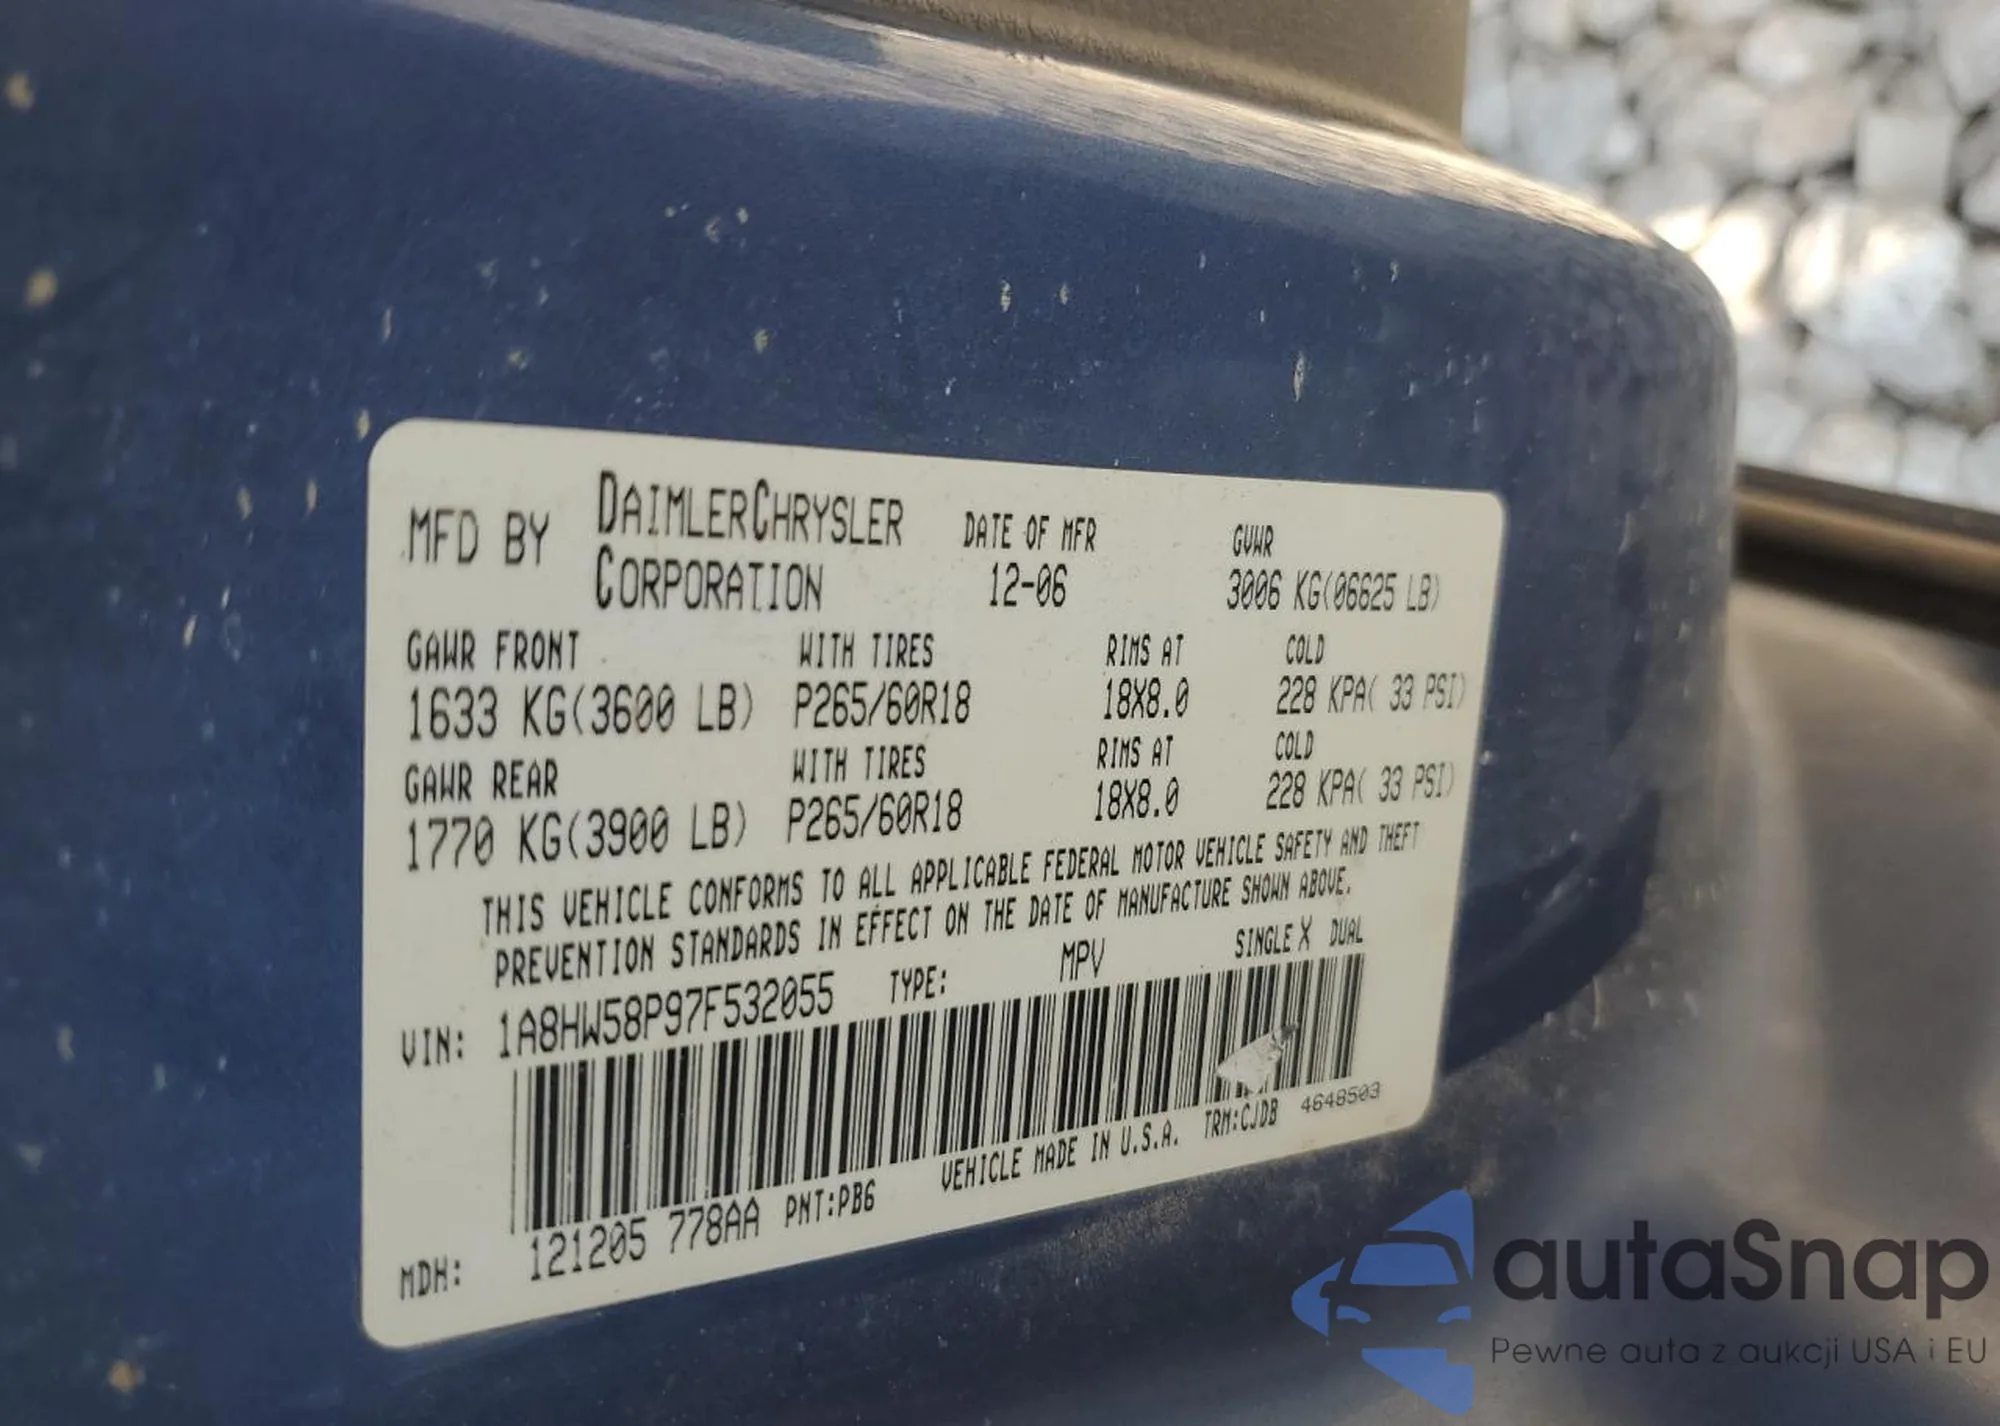 MFD BY DAIMLERCHRYSLER CORPORATION
DATE OF MFR 12-06
GVWR 3006 KG(06625 LB)
GAWR FRONT WITH TIRES RIMS AT COLD
1633 KG(3600 LB) P265/60R18 18X8.0 228 KPA( 33 PSI)
GAWR REAR WITH TIRES RIMS AT COLD
1770 KG(3900 LB) P265/60R18 18X8.0 228 KPA( 33 PSI)
THIS VEHICLE CONFORMS TO ALL APPLICABLE FEDERAL MOTOR VEHICLE SAFETY AND THEFT
PREVENTION STANDARDS IN EFFECT ON THE DATE OF MANUFACTURE SHOWN ABOVE.
VIN: 1A8HW58P97F532055 TYPE: MPV SINGLE X DUAL
VEHICLE MADE IN U.S.A. TRM:CJDB 4648503
MDH: 121205 778AA PNT:PB6
autaSnap
Pewne auta z aukcji USA i EU